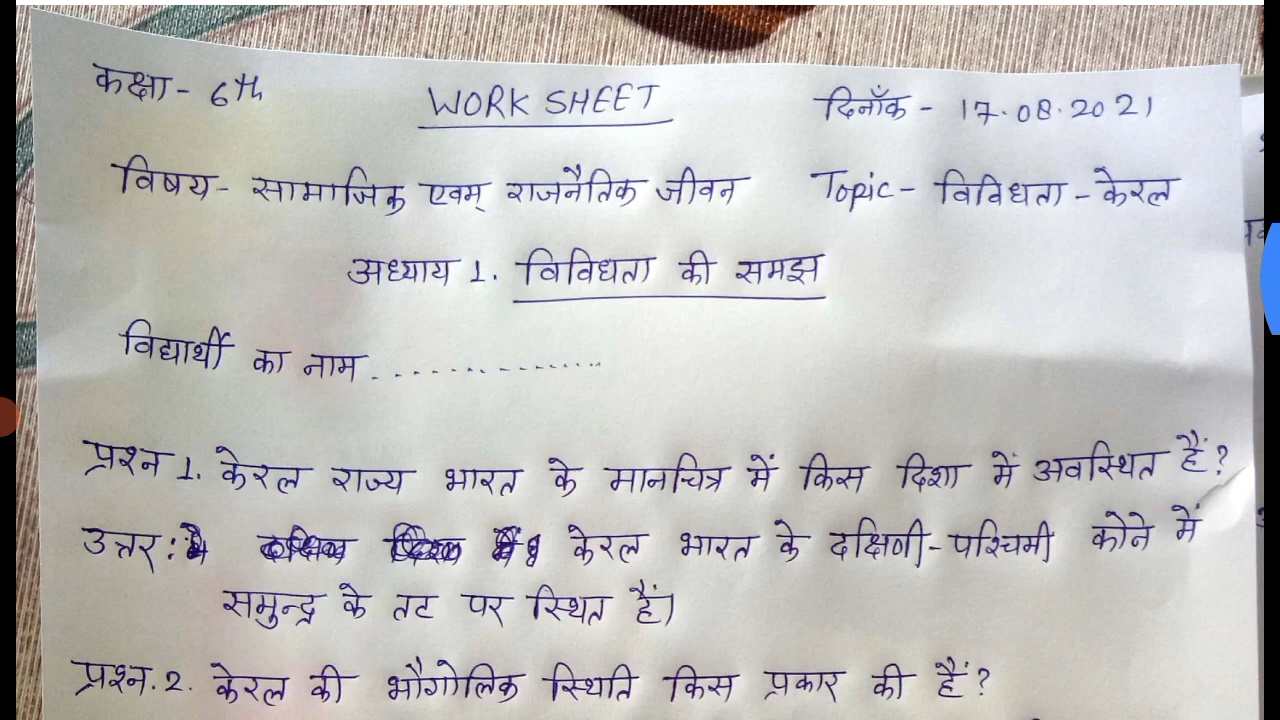 कक्षा - 6th WORK SHEET दिनाँक - 17.08.2021
विषय - सामाजिक एवम् राजनैतिक जीवन Topic - विविधता - केरल
अध्याय 1. विविधता की समझ
विद्यार्थी का नाम ................
प्रश्न 1. केरल राज्य भारत के मानचित्र में किस दिशा में अवस्थित हैं?
उत्तर: केरल भारत के दक्षिणी-पश्चिमी कोने में
समुन्द्र के तट पर स्थित हैं।
प्रश्न.2. केरल की भौगोलिक स्थिति किस प्रकार की हैं?